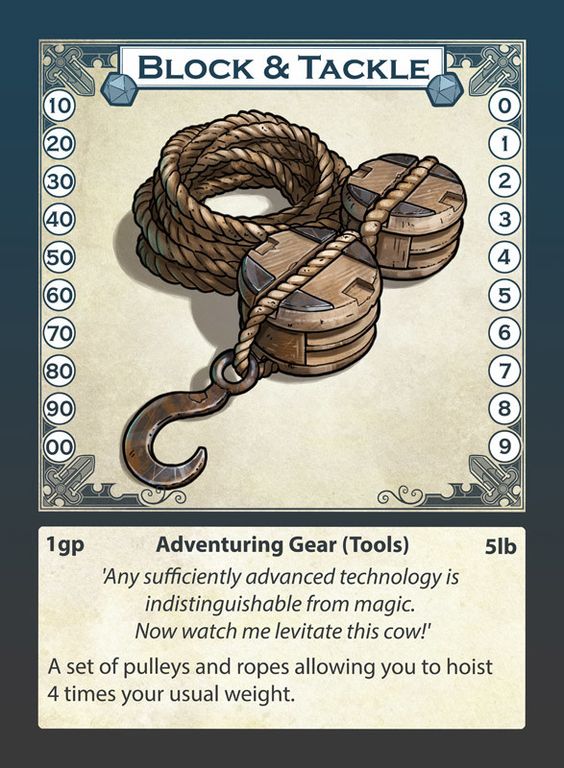 BLOCK & TACKLE
10
20
30
40
50
60
70
80
90
00
0
1
2
3
4
5
6
7
8
9
1gp Adventuring Gear (Tools) 5lb
'Any sufficiently advanced technology is
indistinguishable from magic.
Now watch me levitate this cow!'
A set of pulleys and ropes allowing you to hoist
4 times your usual weight.